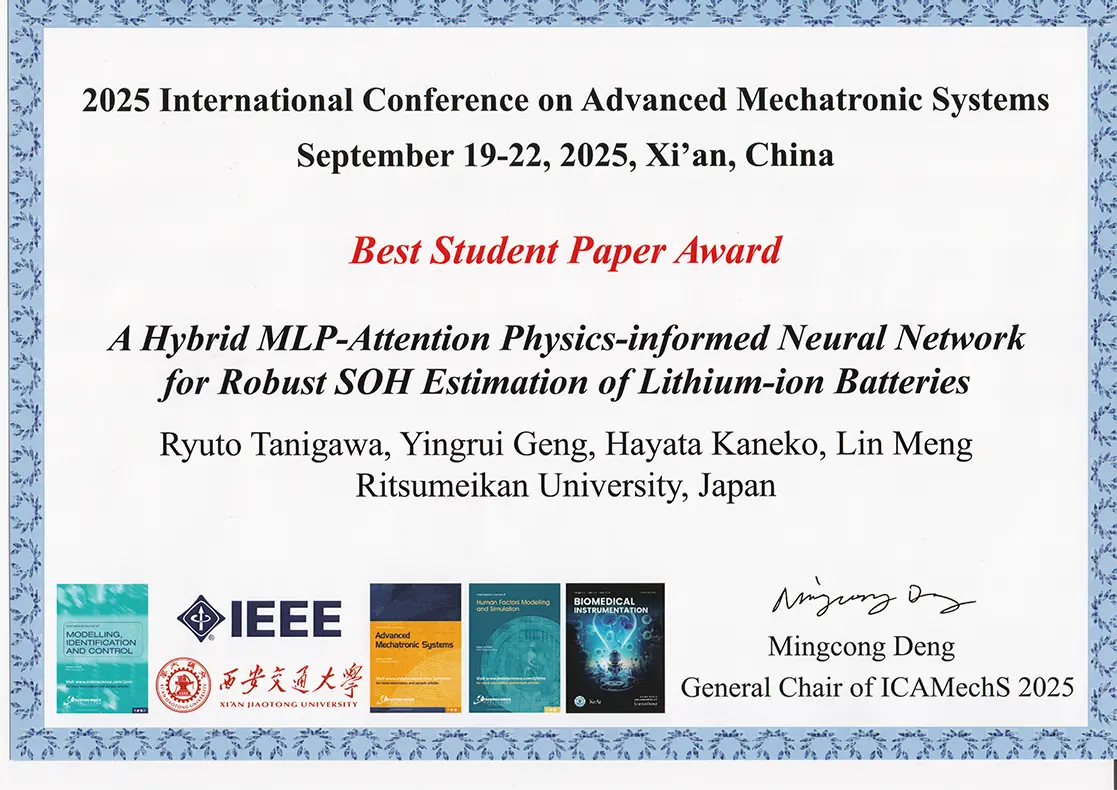 2025 International Conference on Advanced Mechatronic Systems
September 19-22, 2025, Xi’an, China
Best Student Paper Award
A Hybrid MLP-Attention Physics-informed Neural Network
for Robust SOH Estimation of Lithium-ion Batteries
Ryuto Tanigawa, Yingrui Geng, Hayata Kaneko, Lin Meng
Ritsumeikan University, Japan
MODELLING,
IDENTIFICATION
AND CONTROL
IEEE
西安交通大学
XI'AN JIAOTONG UNIVERSITY
Advanced
Mechatronic Systems
Human Factors Modelling
and Simulation
BIOMEDICAL
INSTRUMENTATION
Mingcong Deng
Mingcong Deng
General Chair of ICAMechS 2025